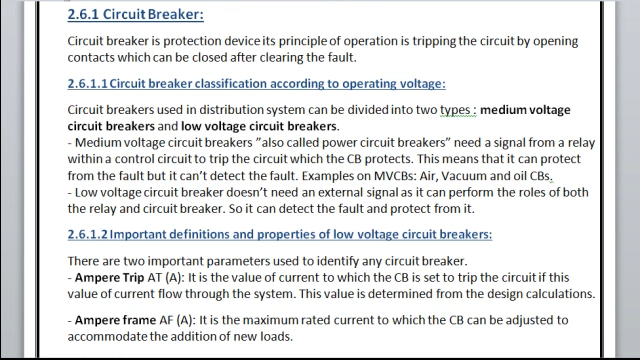 2.6.1 Circuit Breaker:
Circuit breaker is protection device its principle of operation is tripping the circuit by opening
contacts which can be closed after clearing the fault.
2.6.1.1 Circuit breaker classification according to operating voltage:
Circuit breakers used in distribution system can be divided into two types : medium voltage
circuit breakers and low voltage circuit breakers.
- Medium voltage circuit breakers "also called power circuit breakers" need a signal from a relay
within a control circuit to trip the circuit which the CB protects. This means that it can protect
from the fault but it can't detect the fault. Examples on MVCBs: Air, Vacuum and oil CBs.
- Low voltage circuit breaker doesn't need an external signal as it can perform the roles of both
the relay and circuit breaker. So it can detect the fault and protect from it.
2.6.1.2 Important definitions and properties of low voltage circuit breakers:
There are two important parameters used to identify any circuit breaker.
- Ampere Trip AT (A): It is the value of current to which the CB is set to trip the circuit if this
value of current flow through the system. This value is determined from the design calculations.
- Ampere frame AF (A): It is the maximum rated current to which the CB can be adjusted to
accommodate the addition of new loads.